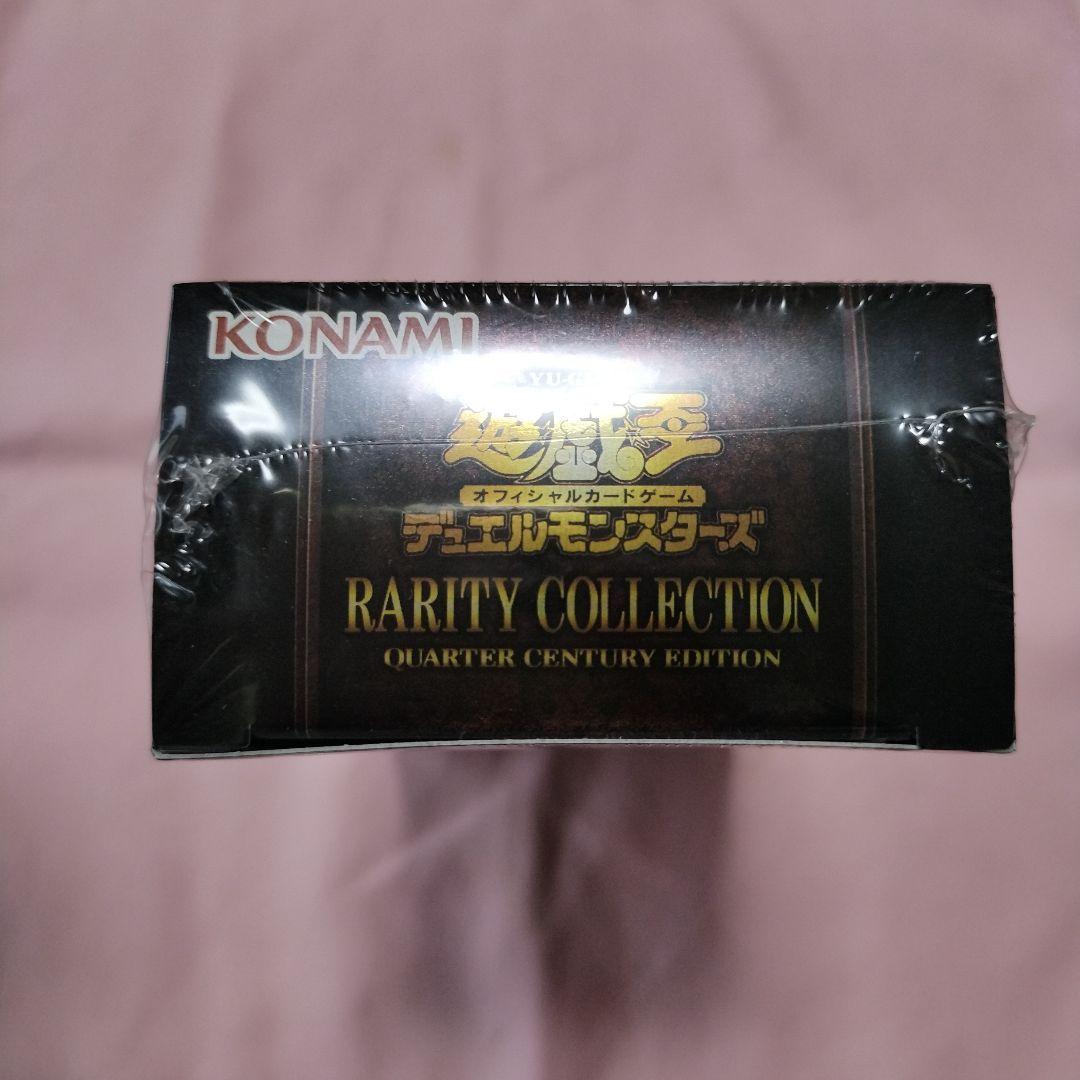 KONAMI
遊戯王
オフィシャルカードゲーム
デュエルモンスターズ
RARITY COLLECTION
QUARTER CENTURY EDITION